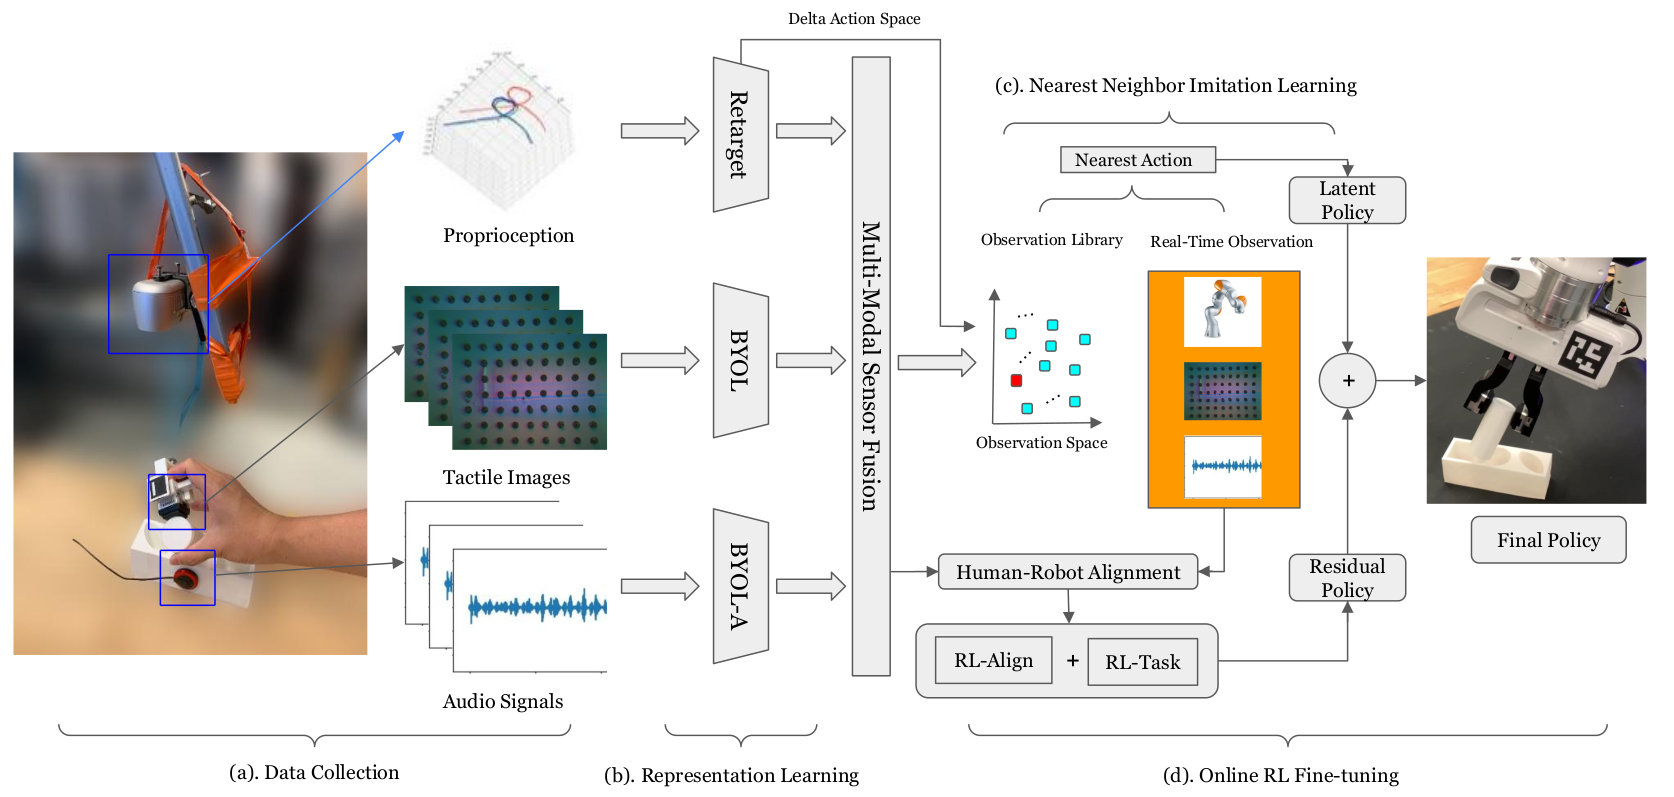 Delta Action Space
(c). Nearest Neighbor Imitation Learning
Retarget
Nearest Action
Latent
Policy
Proprioception
Observation Library
Real-Time Observation
Multi-Modal Sensor Fusion
BYOL
+
Observation Space
Tactile Images
Final Policy
BYOL-A
Human-Robot Alignment
Residual
Policy
RL-Align
+
RL-Task
Audio Signals
(a). Data Collection
(b). Representation Learning
(d). Online RL Fine-tuning